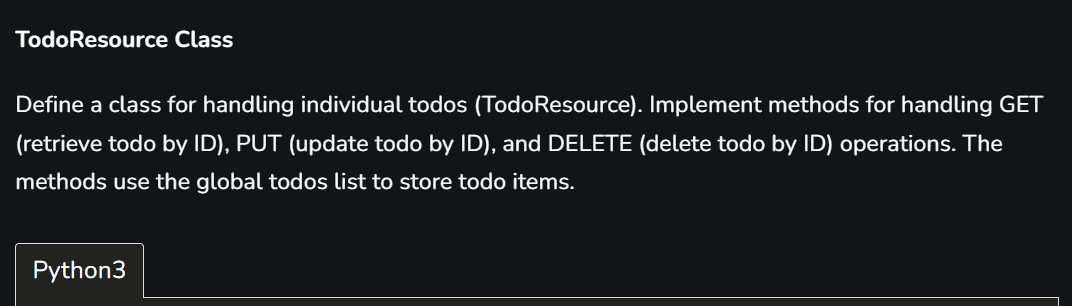 TodoResource Class
Define a class for handling individual todos (TodoResource). Implement methods for handling GET
(retrieve todo by ID), PUT (update todo by ID), and DELETE (delete todo by ID) operations. The
methods use the global todos list to store todo items.
Python3